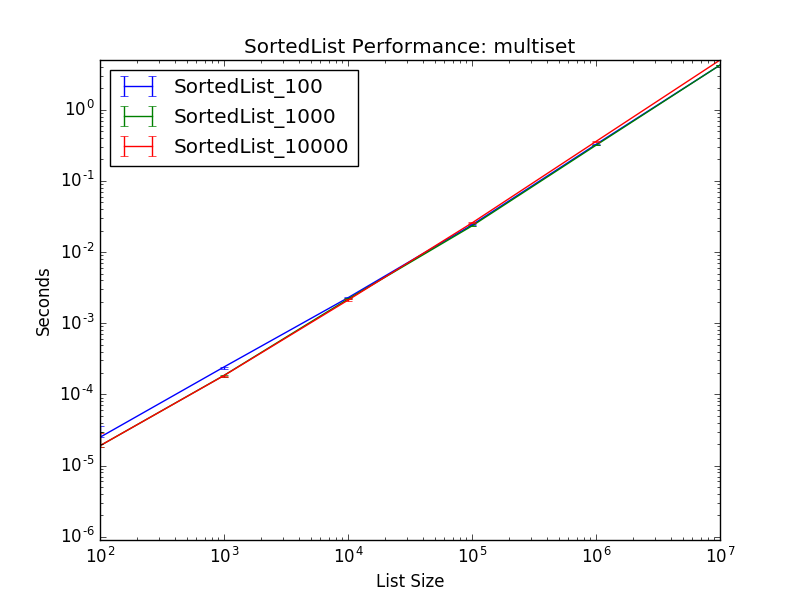 SortedList Performance: multiset
SortedList_100
SortedList_1000
SortedList_10000
Seconds
10^0
10^-1
10^-2
10^-3
10^-4
10^-5
10^-6
10^2 10^3 10^4 10^5 10^6 10^7
List Size